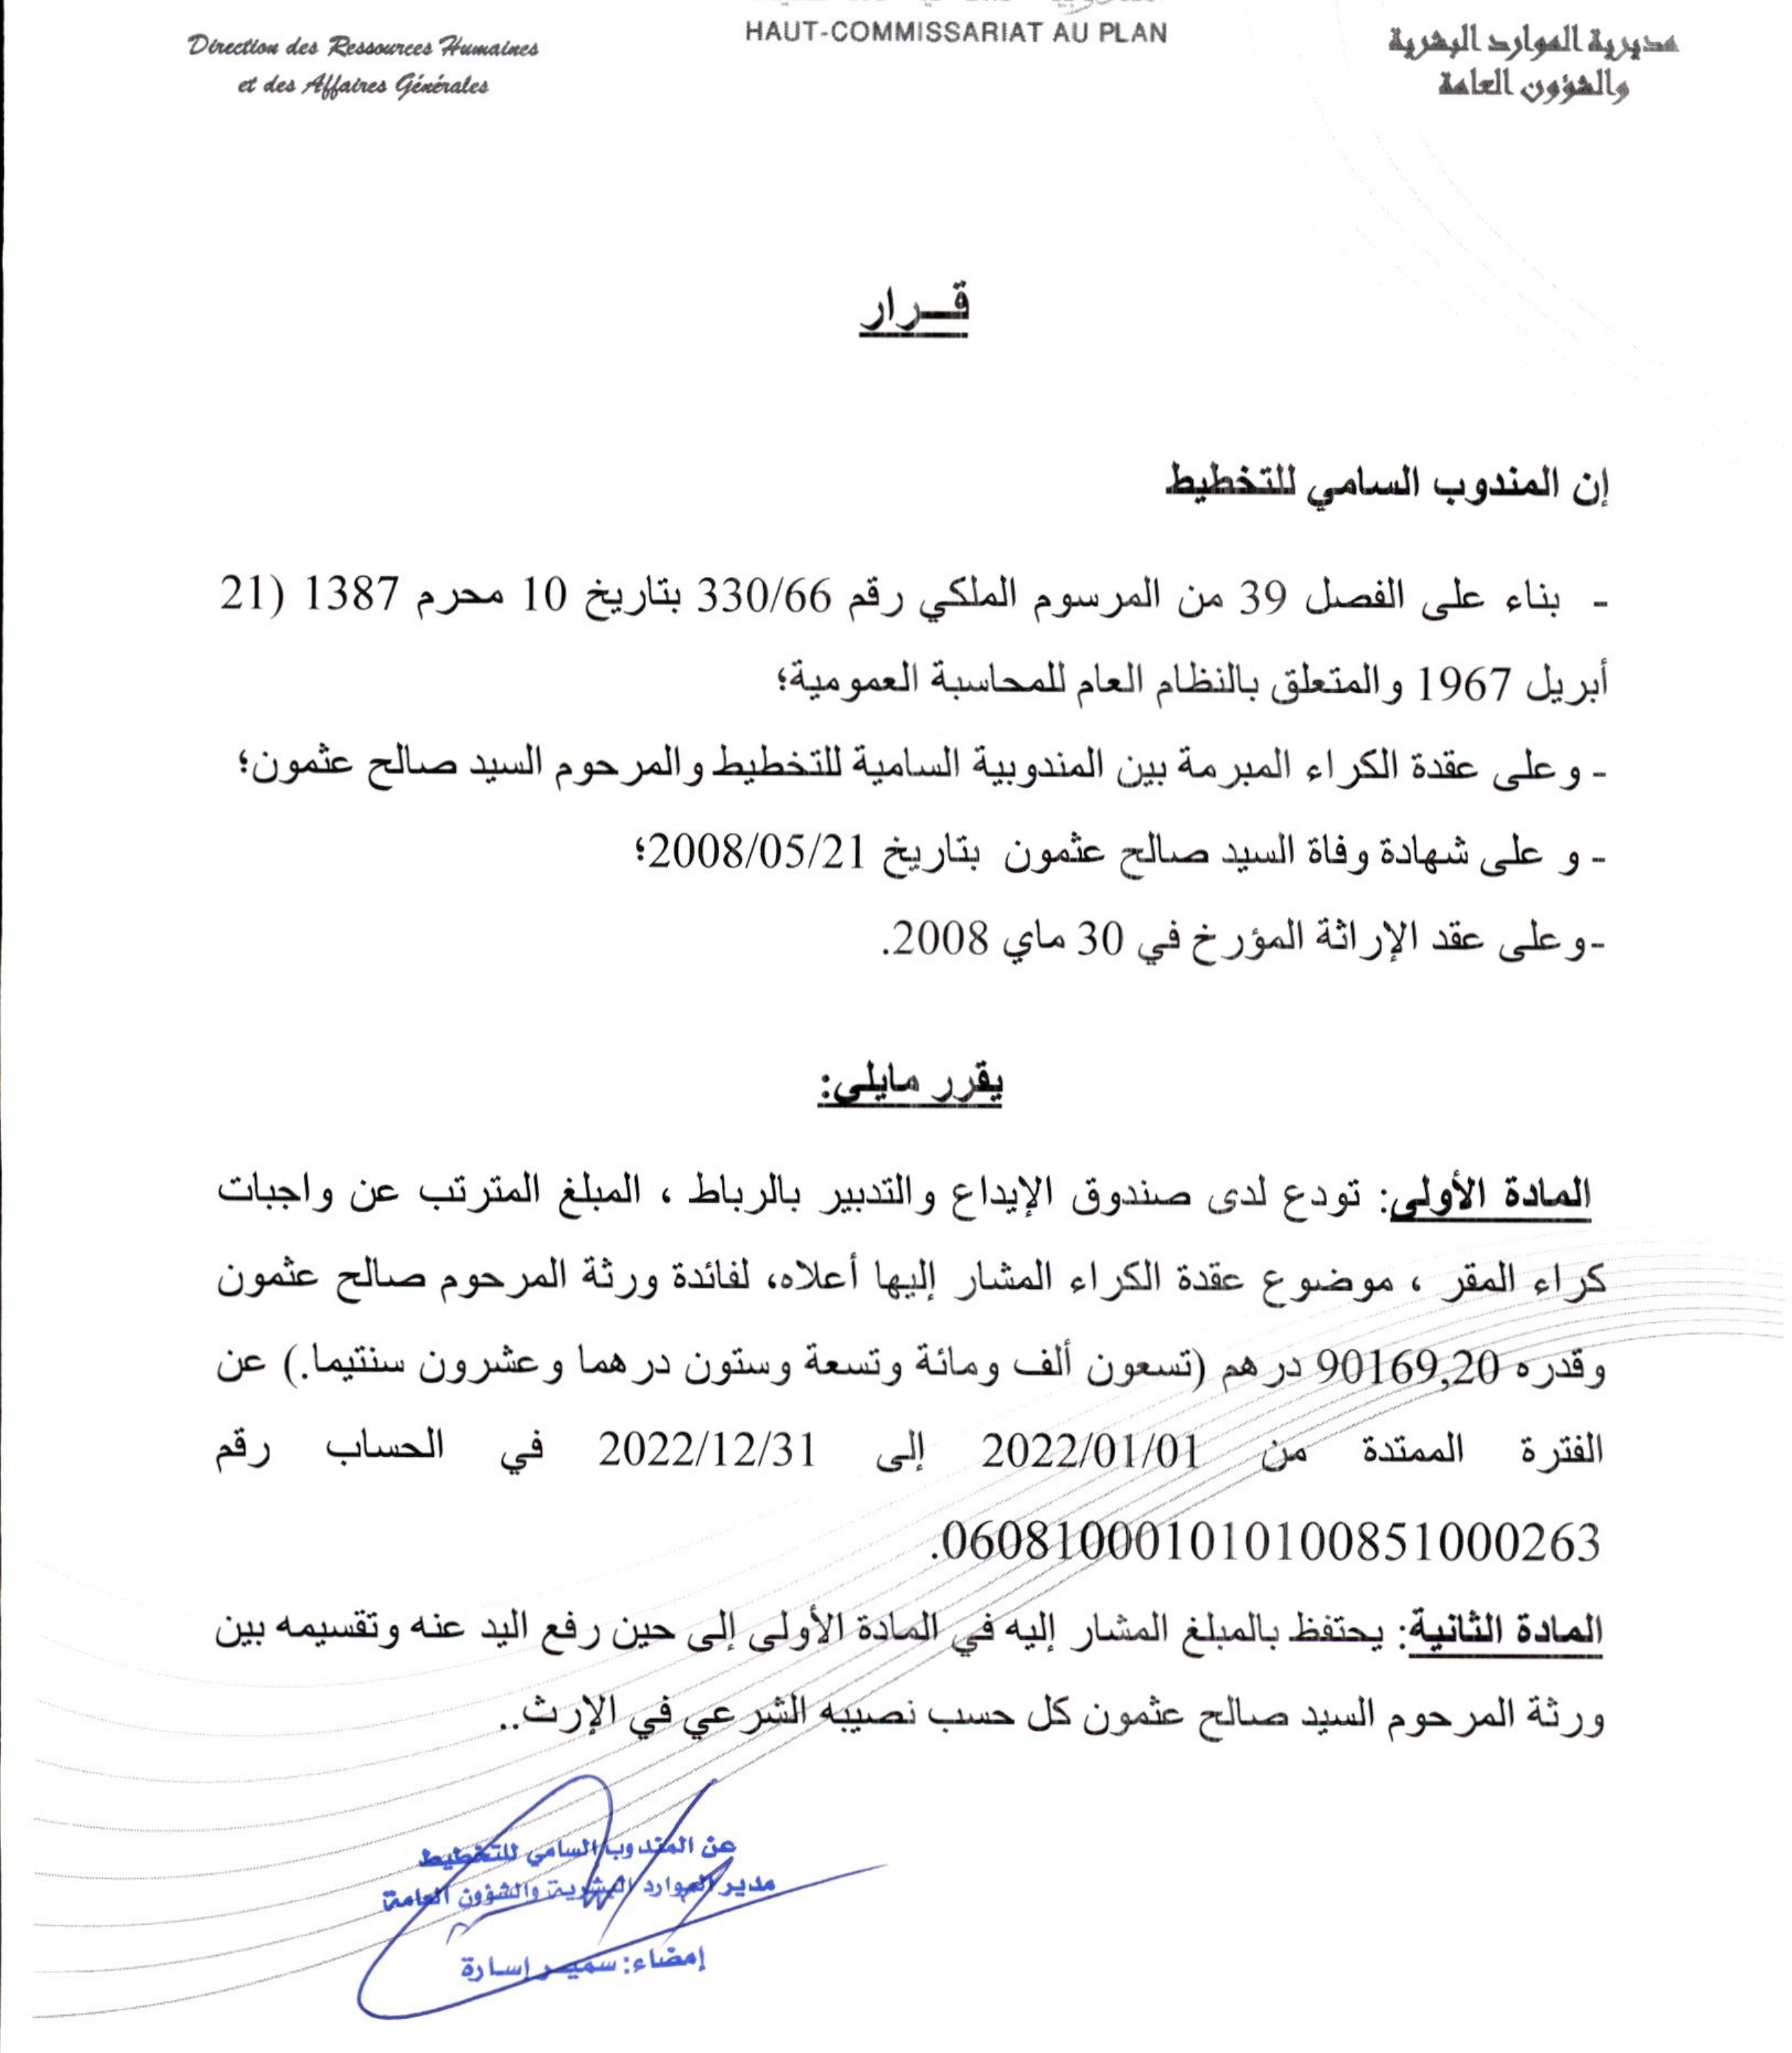 HAUT-COMMISSARIAT AU PLAN
مديرية الموارد البشرية
والشؤون العامة
Direction des Ressources Humaines
et des Affaires Générales
قــرار
إن المندوب السامي للتخطيط
- بناء على الفصل 39 من المرسوم الملكي رقم 330/66 بتاريخ 10 محرم 1387 (21
أبريل 1967 والمتعلق بالنظام العام للمحاسبة العمومية؛
- وعلى عقدة الكراء المبرمة بين المندوبية السامية للتخطيط والمرحوم السيد صالح عثمون؛
- و على شهادة وفاة السيد صالح عثمون بتاريخ 2008/05/21؛
-وعلى عقد الإراثة المؤرخ في 30 ماي 2008.
يقرر مايلي:
المادة الأولى: تودع لدى صندوق الإيداع والتدبير بالرباط ، المبلغ المترتب عن واجبات
كراء المقر ، موضوع عقدة الكراء المشار إليها أعلاه، لفائدة ورثة المرحوم صالح عثمون
وقدره 90169,20 درهم (تسعون ألف ومائة وتسعة وستون درهما وعشرون سنتيما.) عن
الفترة الممتدة من 2022/01/01 إلى 2022/12/31 في الحساب رقم
060810001010100851000263.
المادة الثانية: يحتفظ بالمبلغ المشار إليه في المادة الأولى إلى حين رفع اليد عنه وتقسيمه بين
ورثة المرحوم السيد صالح عثمون كل حسب نصيبه الشرعي في الإرث..
عن المندوب السامي للتخطيط
مدير الموارد البشرية والشؤون العامة
إمضاء: سميـر إسـارة